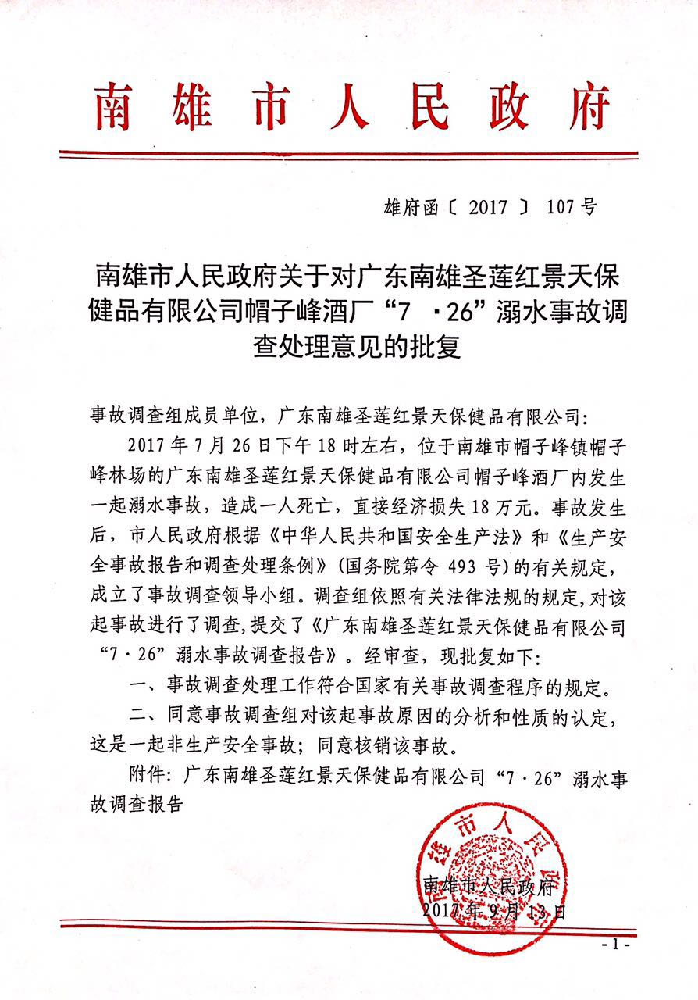 南雄市人民政府
雄府函〔2017〕107号
南雄市人民政府关于对广东南雄圣莲红景天保
健品有限公司帽子峰酒厂“7·26”溺水事故调
查处理意见的批复
事故调查组成员单位，广东南雄圣莲红景天保健品有限公司：
2017年7月26日下午18时左右，位于南雄市帽子峰镇帽子
峰林场的广东南雄圣莲红景天保健品有限公司帽子峰酒厂内发生
一起溺水事故，造成一人死亡，直接经济损失18万元。事故发生
后，市人民政府根据《中华人民共和国安全生产法》和《生产安
全事故报告和调查处理条例》(国务院第令 493 号)的有关规定，
成立了事故调查领导小组。调查组依照有关法律法规的规定,对该
起事故进行了调查,提交了《广东南雄圣莲红景天保健品有限公司
“7·26”溺水事故调查报告》。经审查，现批复如下：
一、事故调查处理工作符合国家有关事故调查程序的规定。
二、同意事故调查组对该起事故原因的分析和性质的认定，
这是一起非生产安全事故；同意核销该事故。
附件：广东南雄圣莲红景天保健品有限公司“7·26”溺水事
故调查报告
南雄市人民政府
南雄市人民政府
2017年9月13日
-1-